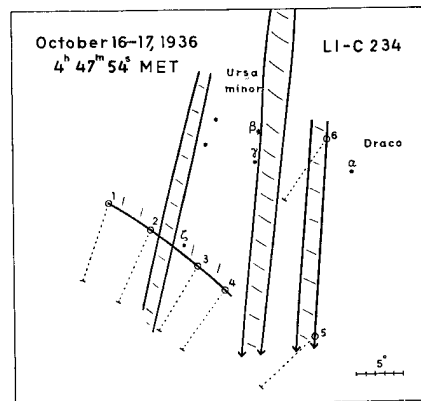 October 16-17, 1936
4h 47m 54s MET
LI-C 234
Ursa
minor
β
γ
6
Draco
α
1
2
ζ
3
4
5
5°